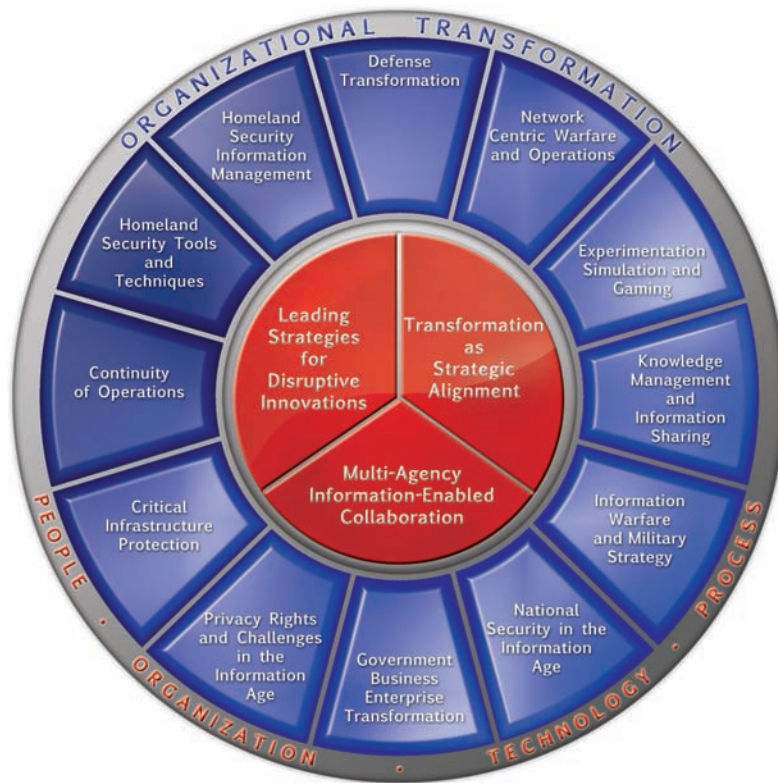 ORGANIZATIONAL TRANSFORMATION
Defense
Transformation
Network
Centric Warfare
and Operations
Experimentation
Simulation and
Gaming
Knowledge
Management
and
Information
Sharing
Information
Warfare
and Military
Strategy
National
Security in the
Information
Age
Government
Business
Enterprise
Transformation
Privacy Rights
and Challenges
in the
Information
Age
Critical
Infrastructure
Protection
Continuity
of Operations
Homeland
Security Tools
and
Techniques
Homeland
Security
Information
Management
Leading
Strategies
for
Disruptive
Innovations
Transformation
as
Strategic
Alignment
Multi-Agency
Information-Enabled
Collaboration
PEOPLE · ORGANIZATION · TECHNOLOGY · PROCESS